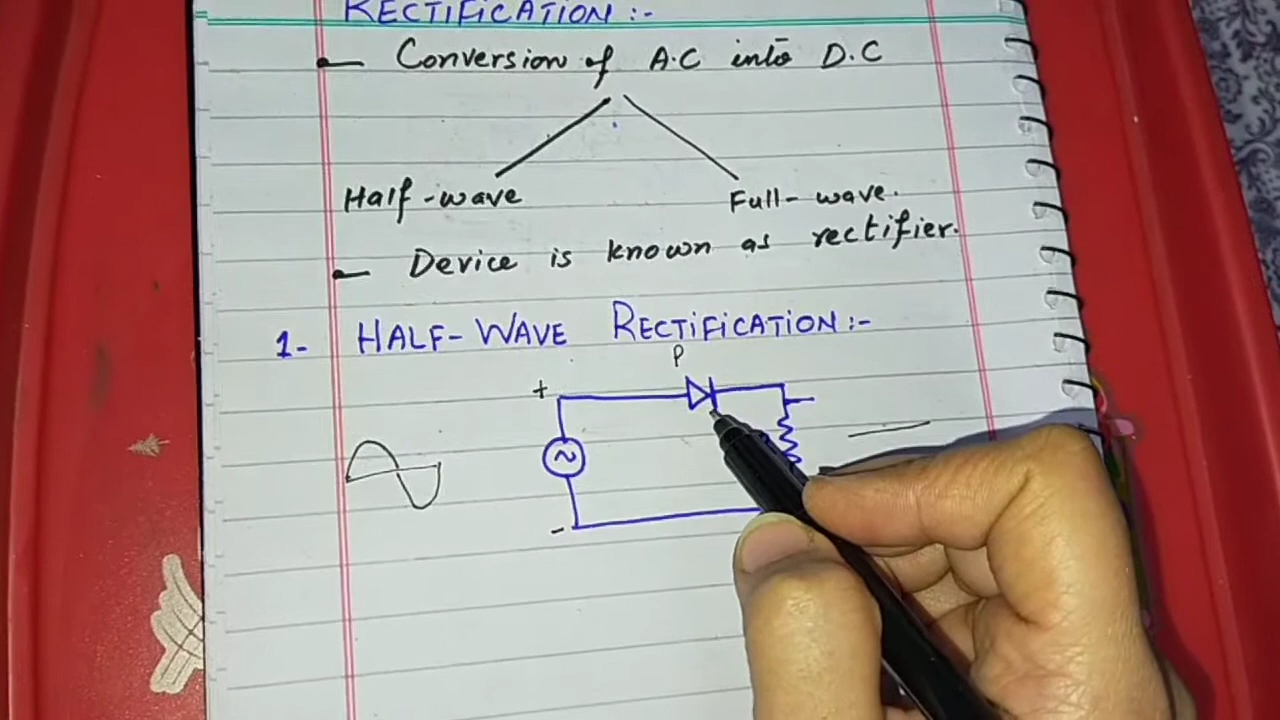 RECTIFICATION :-
Conversion of A.C into D.C
Half-wave Full-wave.
Device is known as rectifier.
1- HALF-WAVE RECTIFICATION :-
P
+
~
-